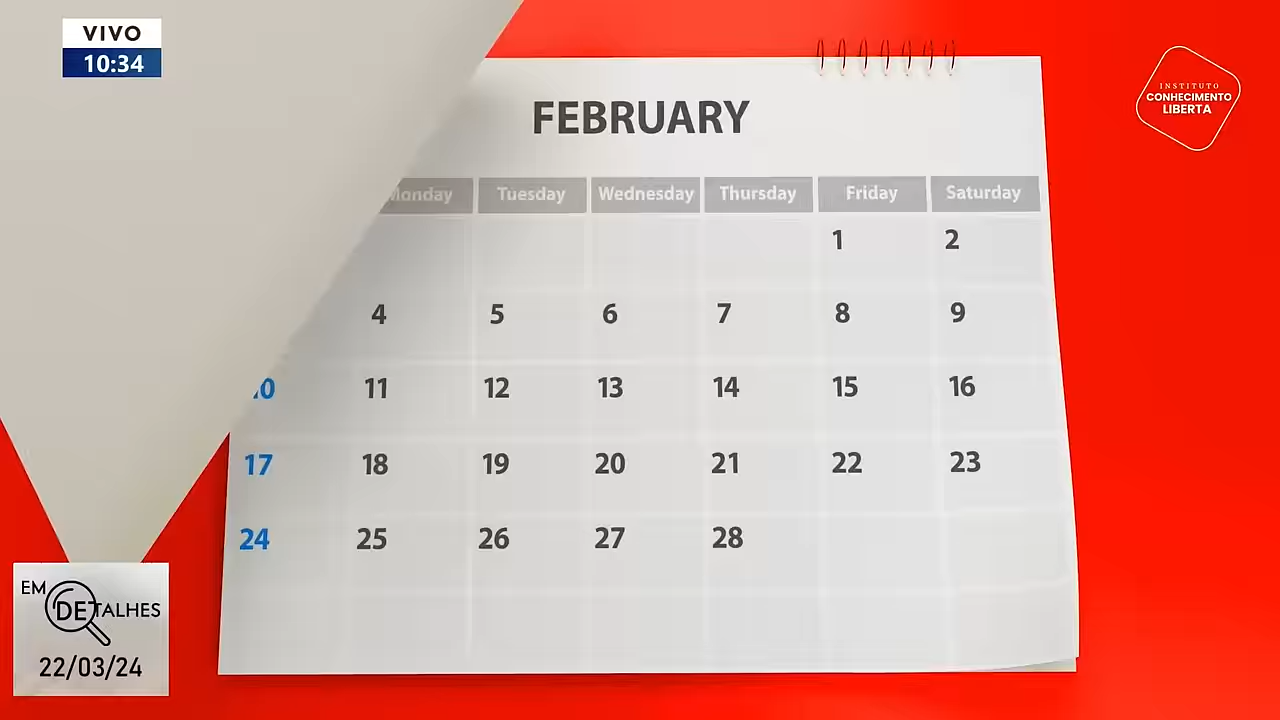 VIVO
10:34
INSTITUTO
CONHECIMENTO
LIBERTA
FEBRUARY
Tuesday Wednesday Thursday Friday Saturday
1 2
4 5 6 7 8 9
11 12 13 14 15 16
17 18 19 20 21 22 23
24 25 26 27 28
EM
DETALHES
22/03/24